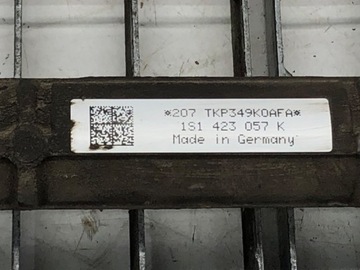 *207 TKP349K0AFA*
1S1 423 057 K
Made in Germany